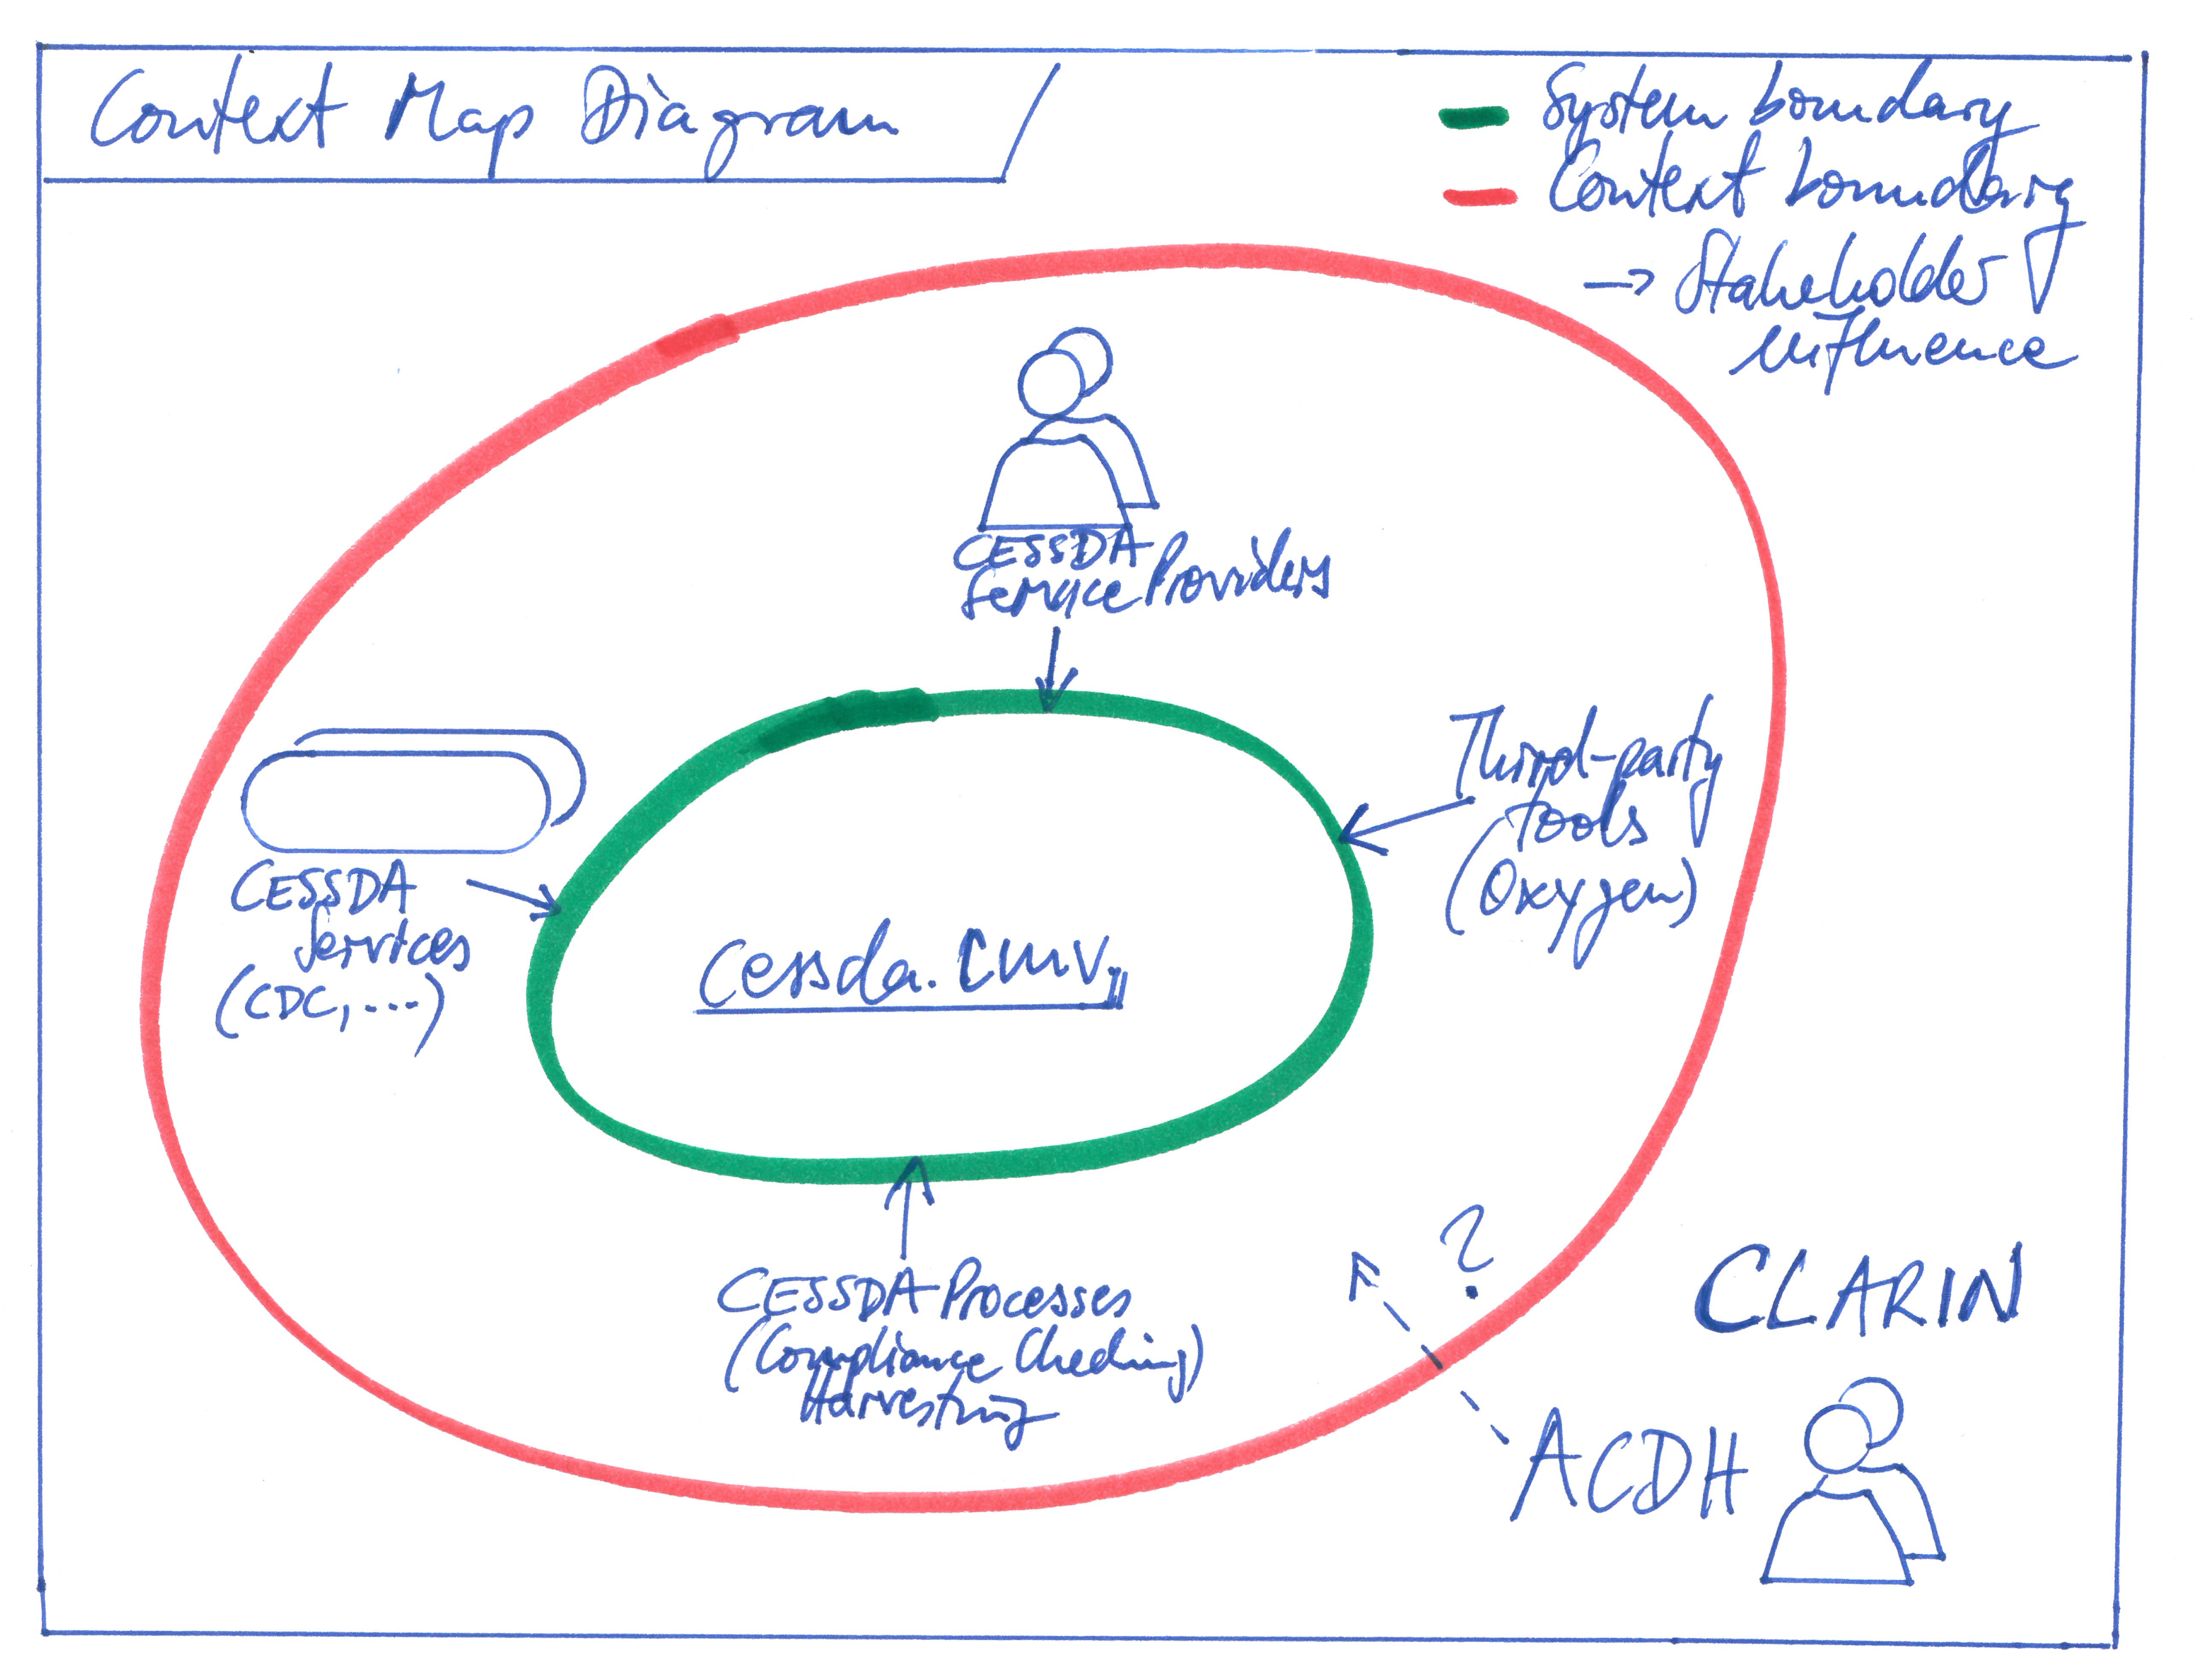 Context Map Diagram
System boundary
Context boundary
→ Stakeholder
influence
CESSDA
Service Providers
Third-party
tools
(Oxygen)
CESSDA
Services
(CDC, ...)
cessda.cmv
CESSDA Processes
(Compliance Checking)
Harvesting
?
CLARIN
ACDH